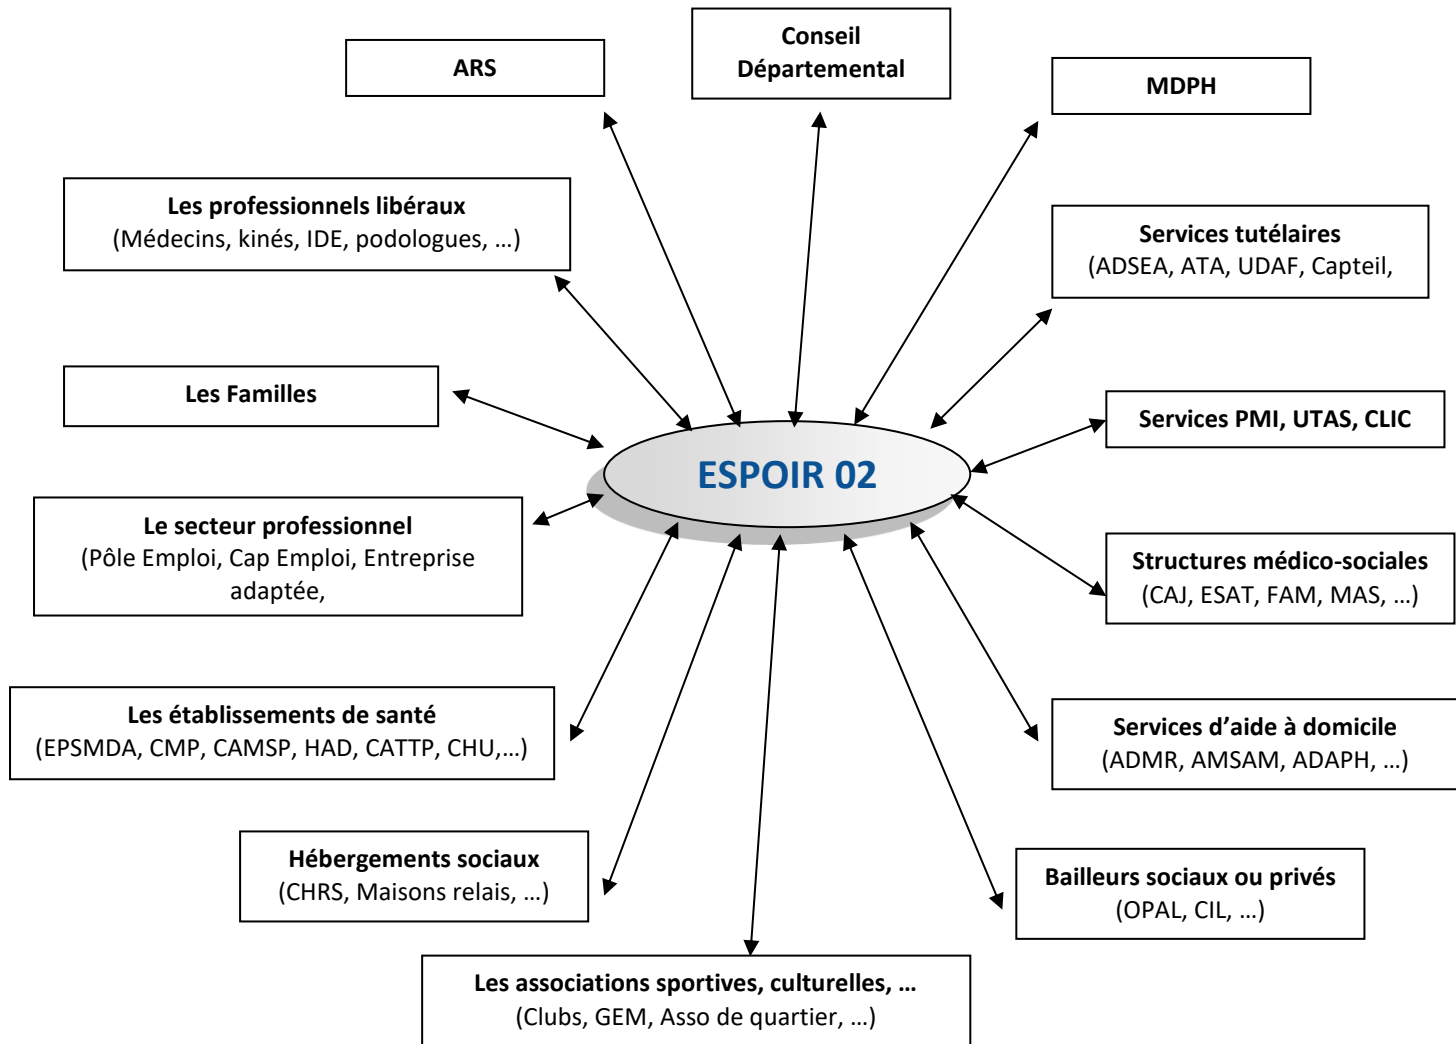 ARS
Conseil
Départemental
MDPH
Les professionnels libéraux
(Médecins, kinés, IDE, podologues, …)
Services tutélaires
(ADSEA, ATA, UDAF, Capteil,
Les Familles
Services PMI, UTAS, CLIC
ESPOIR 02
Le secteur professionnel
(Pôle Emploi, Cap Emploi, Entreprise
adaptée,
Structures médico-sociales
(CAJ, ESAT, FAM, MAS, …)
Les établissements de santé
(EPSMDA, CMP, CAMSP, HAD, CATTP, CHU,…)
Services d’aide à domicile
(ADMR, AMSAM, ADAPH, …)
Hébergements sociaux
(CHRS, Maisons relais, …)
Bailleurs sociaux ou privés
(OPAL, CIL, …)
Les associations sportives, culturelles, …
(Clubs, GEM, Asso de quartier, …)